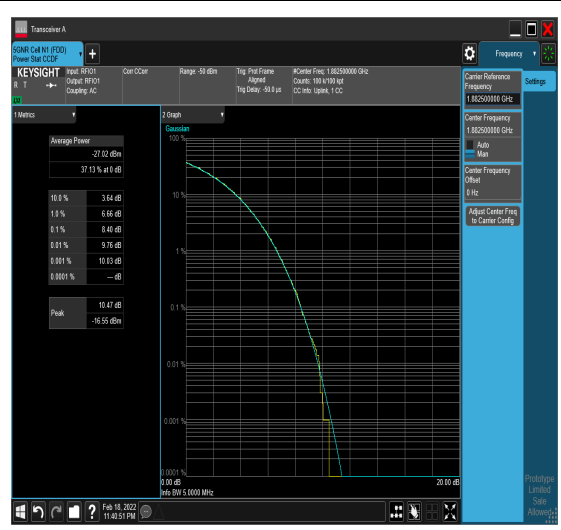 Transceiver A
5GNR Cell N1 (FDD)
Power Stat CCDF
Frequency
KEYSIGHT
R T
LV
Input: RFIO1
Output: RFIO1
Coupling: AC
Corr CCorr
Range: -50 dBm
Trig: Prot Frame
Aligned
Trig Delay: -50.0 µs
#Center Freq: 1.882500000 GHz
Counts: 100 k/100 kpt
CC Info: Uplink, 1 CC
1 Metrics
Average Power
-27.02 dBm
37.13 % at 0 dB
10.0 % 3.64 dB
1.0 % 6.66 dB
0.1 % 8.40 dB
0.01 % 9.76 dB
0.001 % 10.03 dB
0.0001 % --- dB
Peak
10.47 dB
-16.55 dBm
2 Graph
Gaussian
100 %
10 %
1 %
0.1 %
0.01 %
0.001 %
0.0001 %
0.00 dB
20.00 dB
Info BW 5.0000 MHz
Carrier Reference
Frequency
1.882500000 GHz
Center Frequency
1.882500000 GHz
Auto
Man
Center Frequency
Offset
0 Hz
Adjust Center Freq
to Carrier Config
Settings
Prototype
Limited
Sale
Allowed
?
Feb 18, 2022
11:40:51 PM